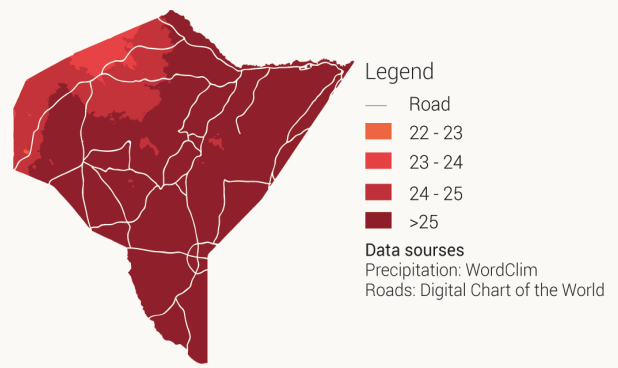 Legend
Road
22 - 23
23 - 24
24 - 25
>25
Data sourses
Precipitation: WordClim
Roads: Digital Chart of the World